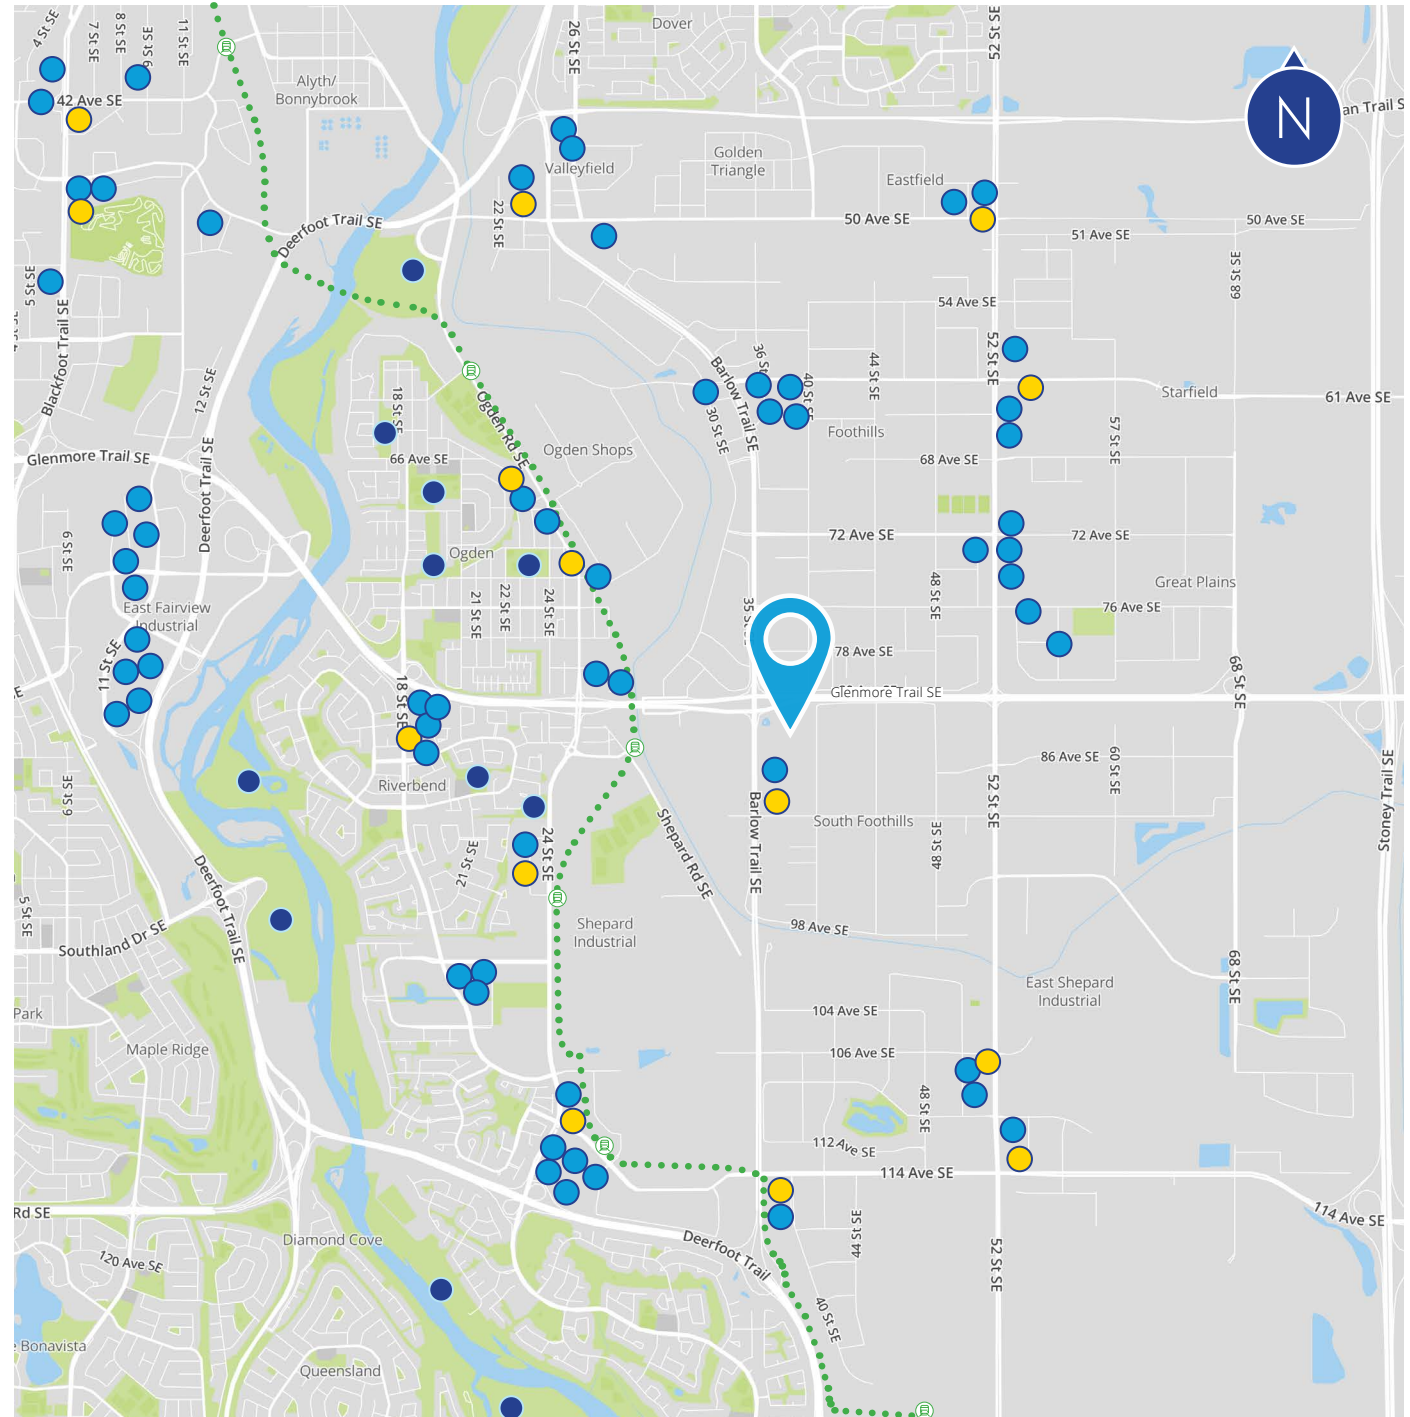 4 St SE
7 St SE
8 St SE
9 St SE
11 St SE
26 St SE
Dover
52 St SE
Alyth/
Bonnybrook
42 Ave SE
an Trail S
N
Valleyfield
Golden
Triangle
Eastfield
22 St SE
50 Ave SE
50 Ave SE
51 Ave SE
Deerfoot Trail SE
5 St SE
68 St SE
54 Ave SE
Blackfoot Trail SE
12 St SE
18 St SE
Ogden Rd SE
Barlow Trail SE
36 St
40 St SE
44 St SE
52 St SE
Starfield
61 Ave SE
30 St SE
Foothills
57 St SE
Glenmore Trail SE
Deerfoot Trail SE
66 Ave SE
Ogden Shops
68 Ave SE
6 St SE
Ogden
72 Ave SE
72 Ave SE
Great Plains
21 St SE
22 St SE
24 St SE
35 St SE
48 St SE
76 Ave SE
East Fairview
Industrial
11 St SE
78 Ave SE
E
18 St SE
Glenmore Trail SE
68 St SE
86 Ave SE
60 St SE
Riverbend
6 St SE
52 St SE
Stoney Trail SE
Barlow Trail SE
South Foothills
48 St SE
Shepard Rd SE
24 St SE
21 St SE
Deerfoot Trail SE
5 St SE
Southland Dr SE
Shepard
Industrial
98 Ave SE
68 St SE
East Shepard
Industrial
Park
104 Ave SE
Maple Ridge
106 Ave SE
48 St SE
112 Ave SE
114 Ave SE
Rd SE
114 Ave SE
Diamond Cove
Deerfoot Trail
44 St SE
52 St SE
120 Ave SE
40 St SE
Bonavista
Queensland